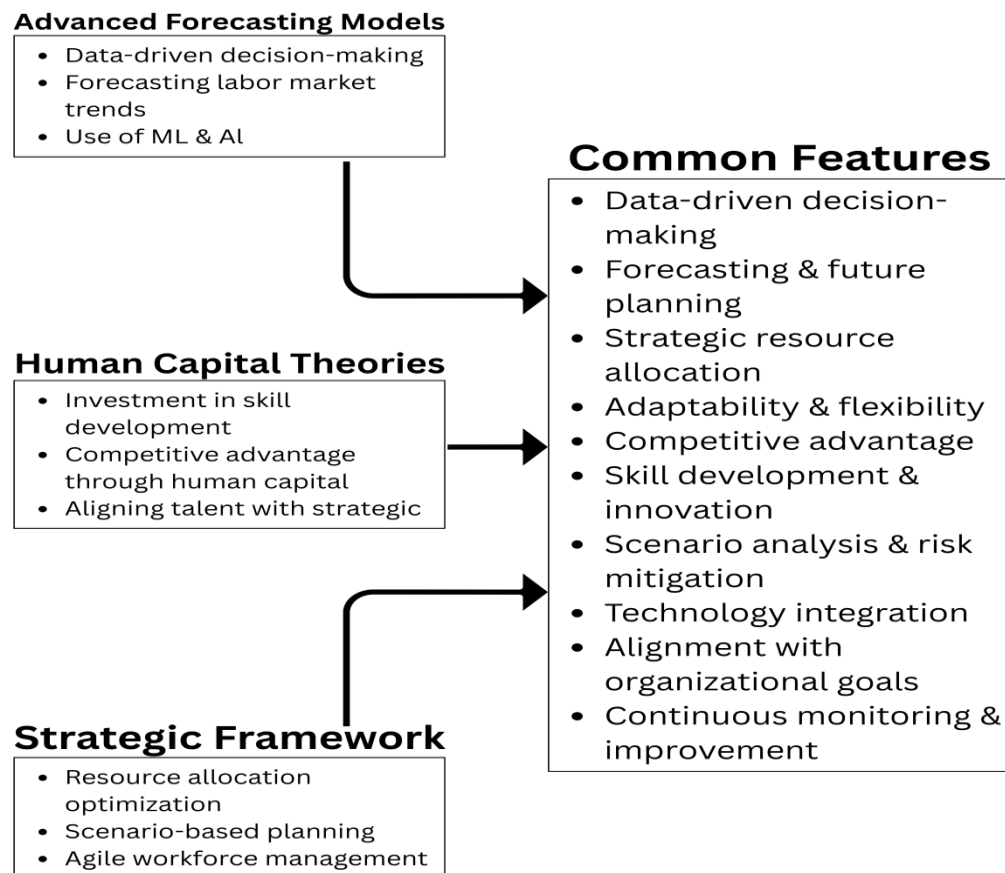 Advanced Forecasting Models
• Data-driven decision-making
• Forecasting labor market
trends
• Use of ML & Al
Human Capital Theories
• Investment in skill
development
• Competitive advantage
through human capital
• Aligning talent with strategic
Strategic Framework
• Resource allocation
optimization
• Scenario-based planning
• Agile workforce management
Common Features
• Data-driven decision-
making
• Forecasting & future
planning
• Strategic resource
allocation
• Adaptability & flexibility
• Competitive advantage
• Skill development &
innovation
• Scenario analysis & risk
mitigation
• Technology integration
• Alignment with
organizational goals
• Continuous monitoring &
improvement